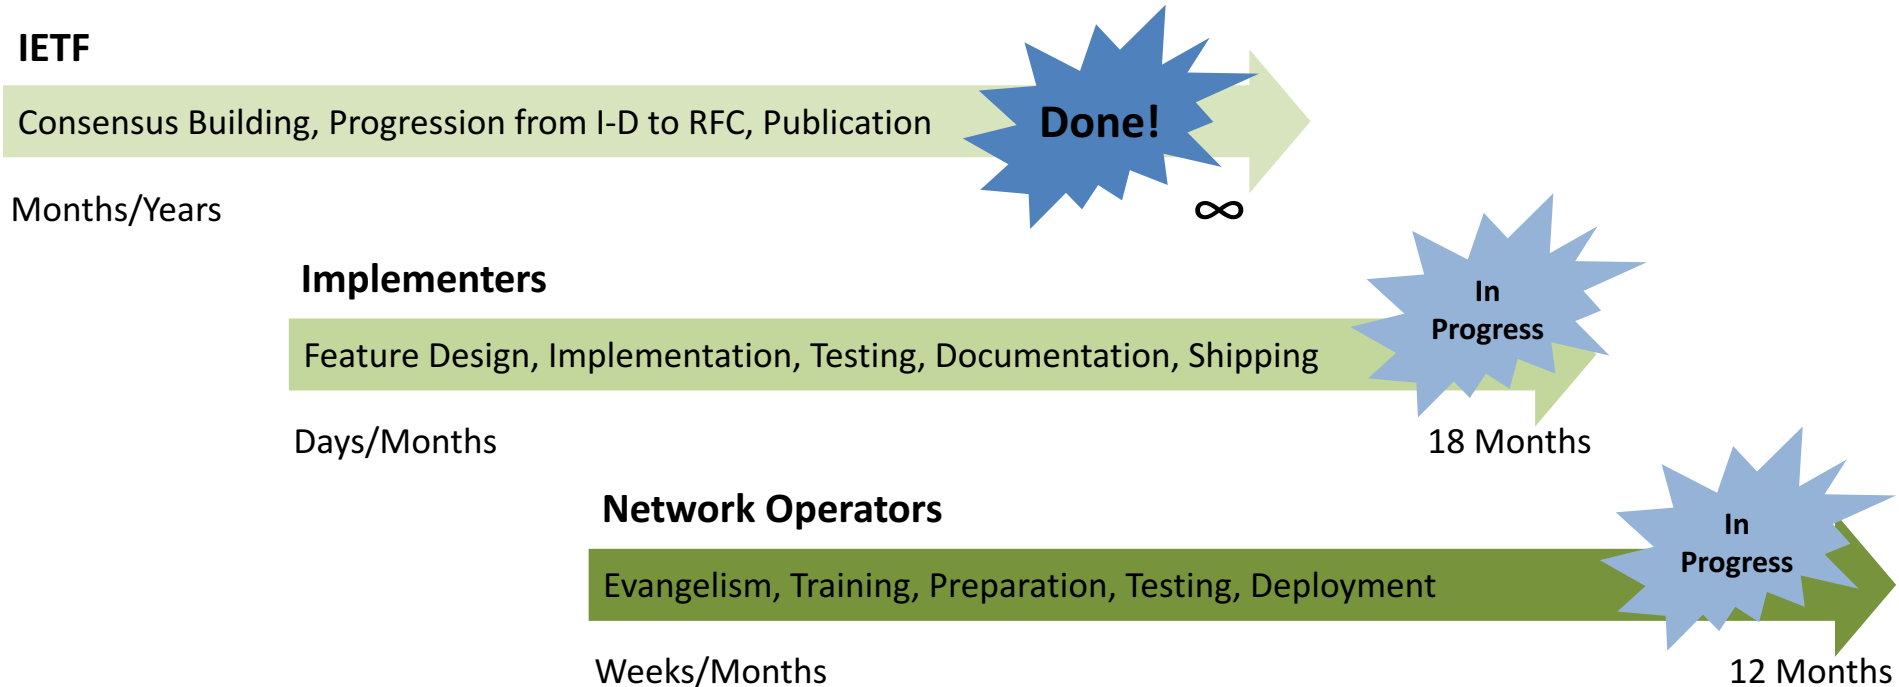 IETF
Consensus Building, Progression from I-D to RFC, Publication
Done!
Months/Years
∞
Implementers
Feature Design, Implementation, Testing, Documentation, Shipping
In
Progress
Days/Months
18 Months
Network Operators
Evangelism, Training, Preparation, Testing, Deployment
In
Progress
Weeks/Months
12 Months